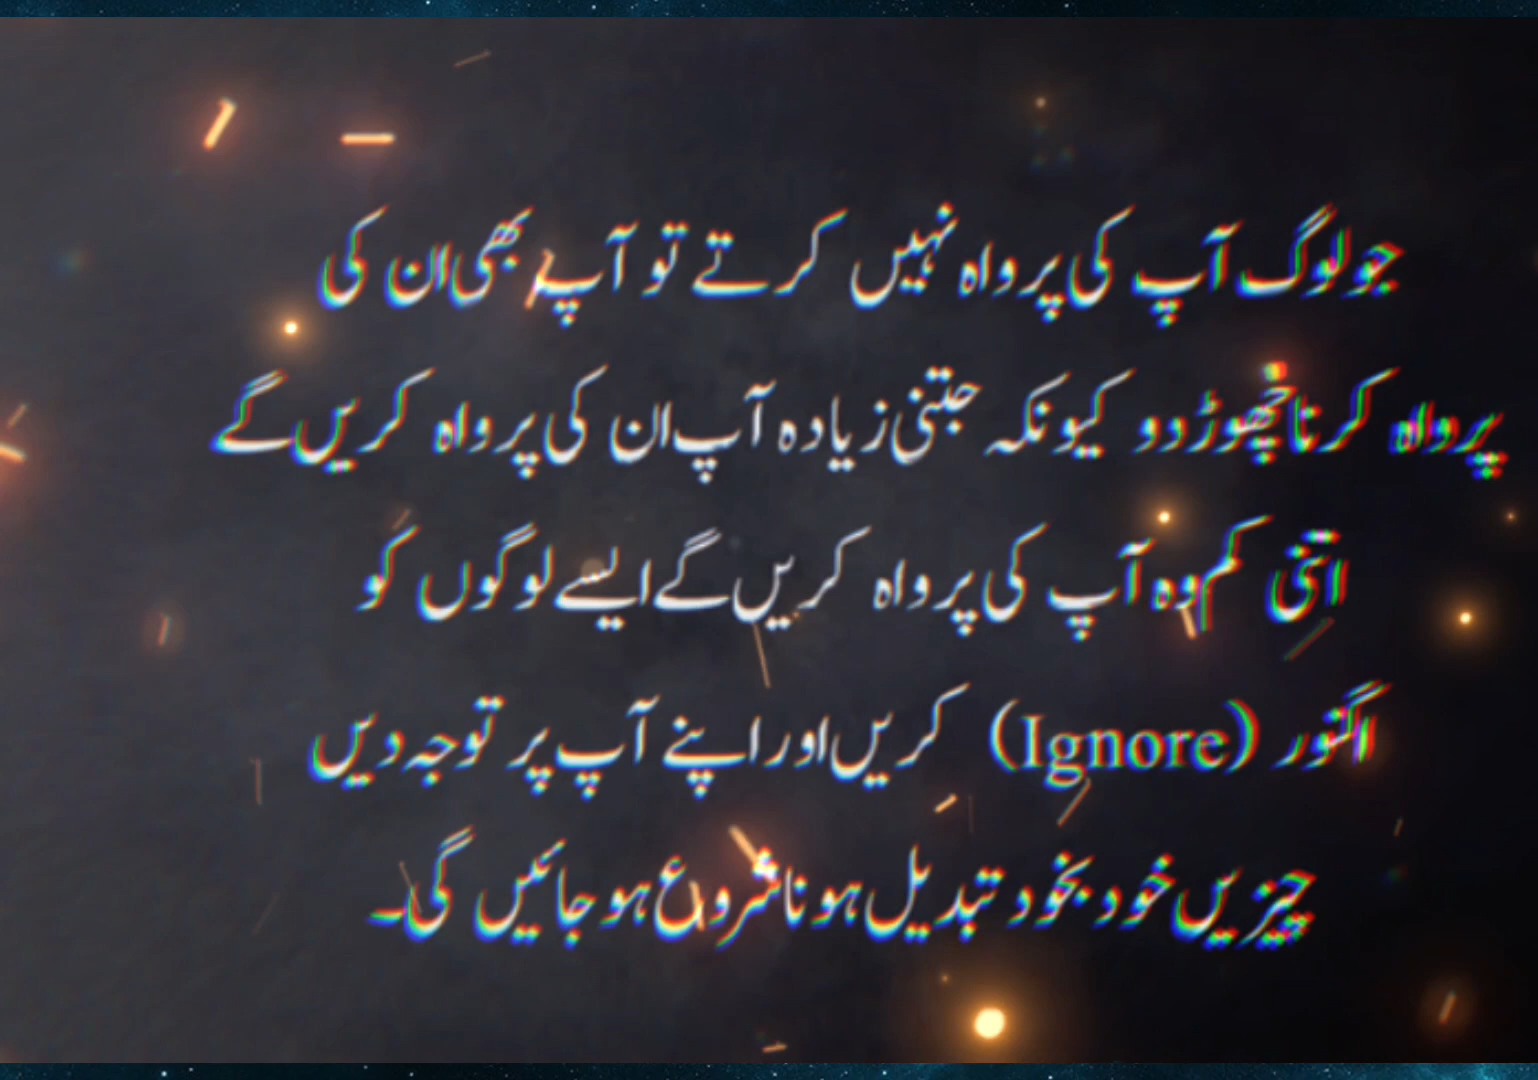 جو لوگ آپ کی پرواہ نہیں کرتے تو آپ بھی ان کی
پرواہ کرنا چھوڑ دو کیونکہ جتنی زیادہ آپ ان کی پرواہ کریں گے
اتنی کم وہ آپ کی پرواہ کریں گے ایسے لوگوں کو
اگنور (Ignore) کریں اور اپنے آپ پر توجہ دیں
چیزیں خود بخود تبدیل ہونا شروع ہو جائیں گی۔